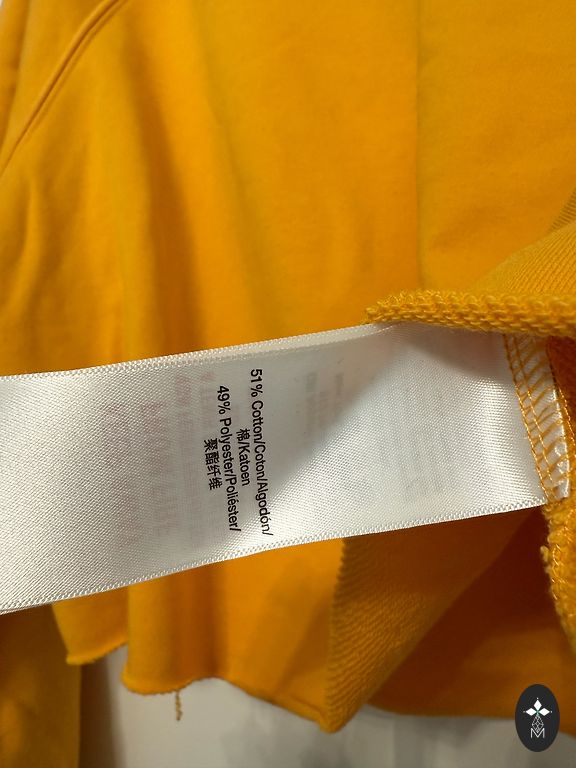 51% Cotton/Coton/Algodón/
棉/Katoen
49% Polyester/Poliéster/
聚酯纤维